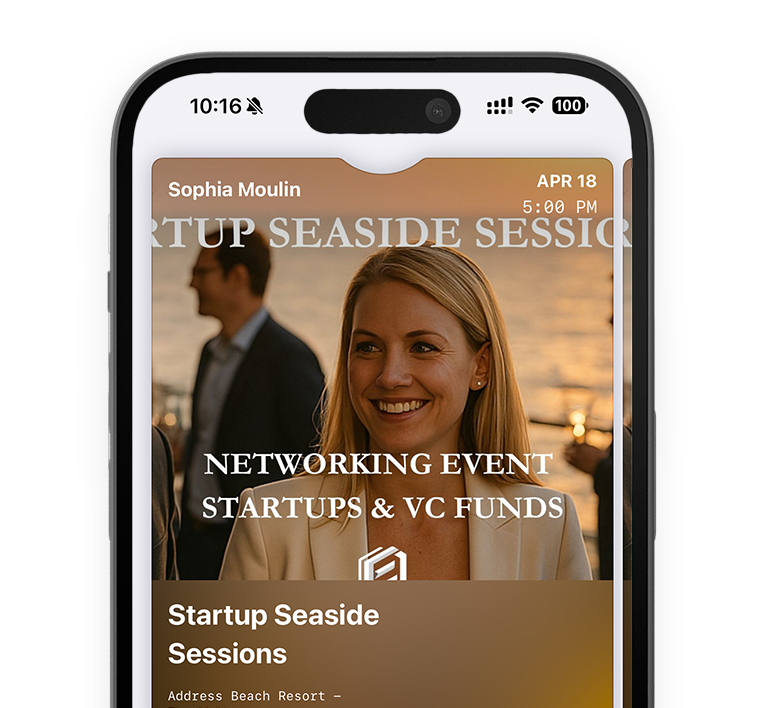 10:16
100
Sophia Moulin
APR 18
5:00 PM
RTUP SEASIDE SESSIO
NETWORKING EVENT
STARTUPS & VC FUNDS
Startup Seaside
Sessions
Address Beach Resort –